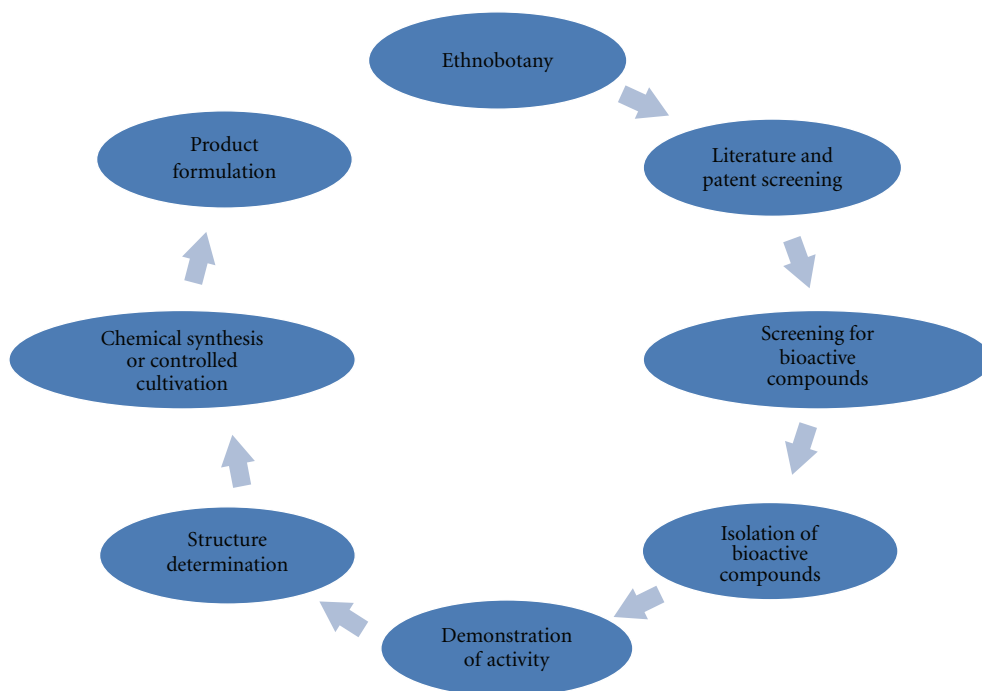 Ethnobotany
Literature and
patent screening
Screening for
bioactive
compounds
Isolation of
bioactive
compounds
Demonstration
of activity
Structure
determination
Chemical synthesis
or controlled
cultivation
Product
formulation